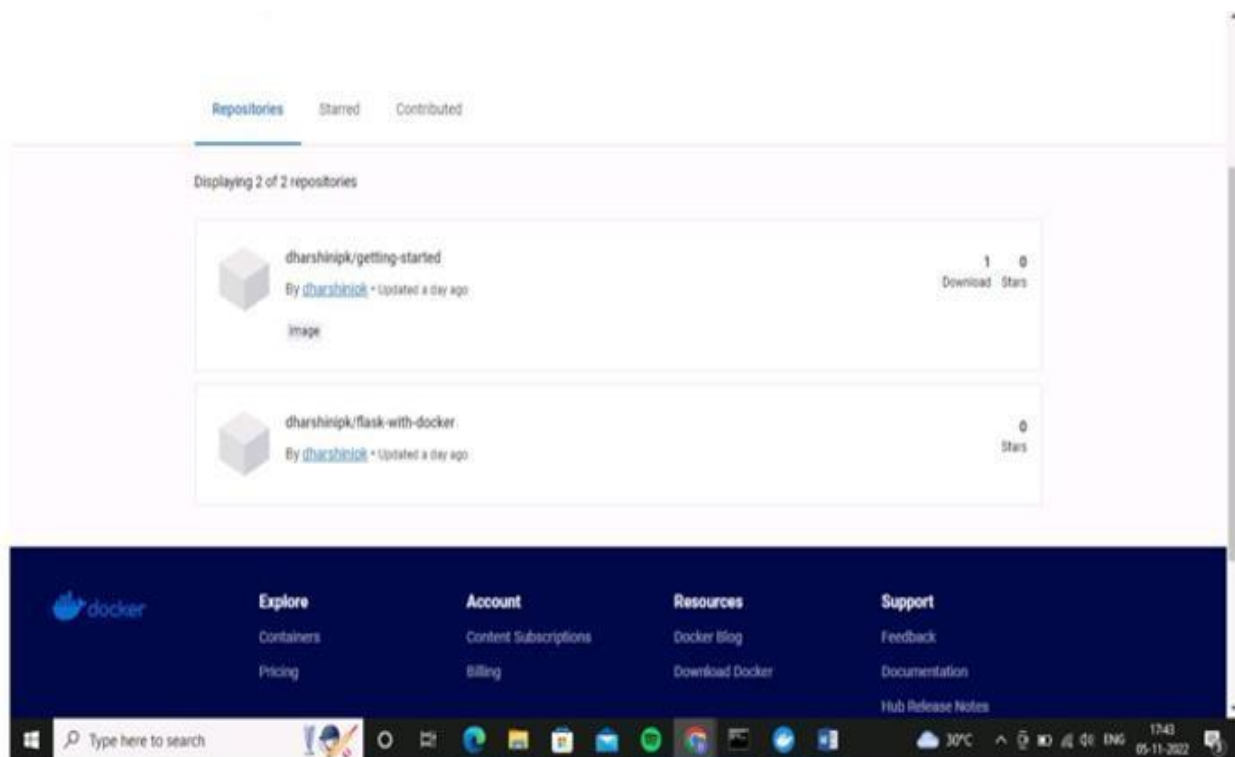 Repositories Starred Contributed
Displaying 2 of 2 repositories
dharshinipk/getting-started
1 0
By dharshinipk • Updated a day ago
Download Stars
Image
dharshinipk/flask-with-docker
0
By dharshinipk • Updated a day ago
Stars
docker
Explore Account Resources Support
Containers Content Subscriptions Docker Blog Feedback
Pricing Billing Download Docker Documentation
Hub Release Notes
Type here to search
30°C
ENG
17:43
05-11-2022